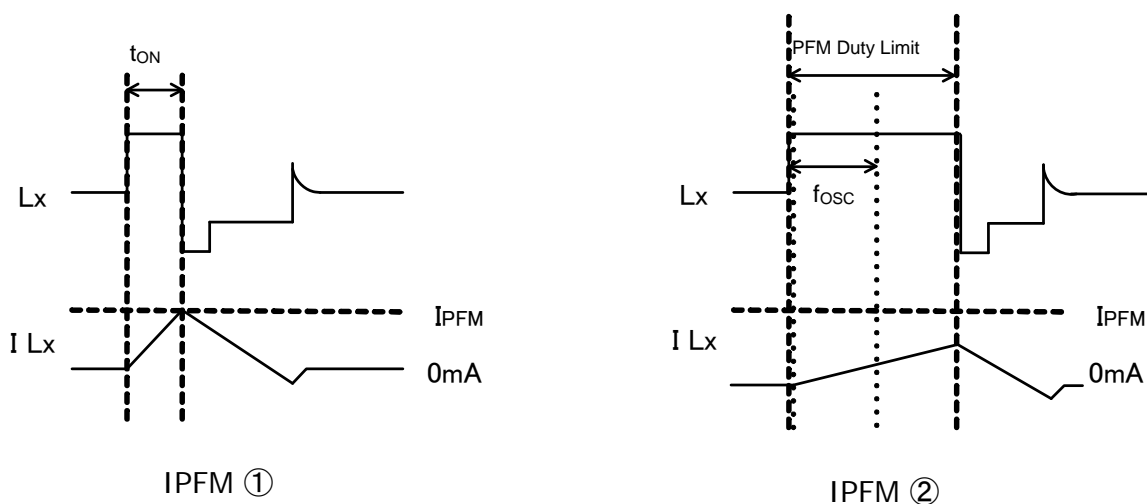 tON
Lx
IPFM
I Lx
0mA
IPFM ①
PFM Duty Limit
Lx
fOSC
IPFM
I Lx
0mA
IPFM ②